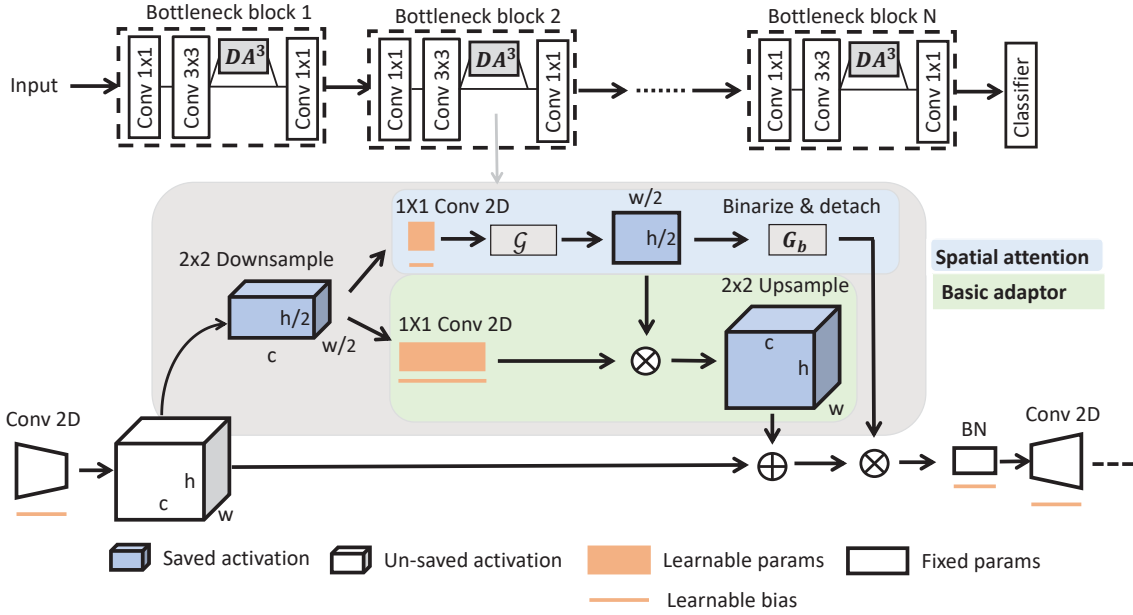 Bottleneck block 1
Bottleneck block 2
Bottleneck block N
Input
Conv 1x1
Conv 3x3
DA³
Conv 1x1
Conv 1x1
Conv 3x3
DA³
Conv 1x1
........
Conv 1x1
Conv 3x3
DA³
Conv 1x1
Classifier
1X1 Conv 2D
𝒢
w/2
h/2
Binarize & detach
G_b
Spatial attention
Basic adaptor
2x2 Downsample
h/2
c
w/2
1X1 Conv 2D
2x2 Upsample
c
h
w
Conv 2D
h
c
w
BN
Conv 2D
Saved activation
Un-saved activation
Learnable params
Fixed params
Learnable bias